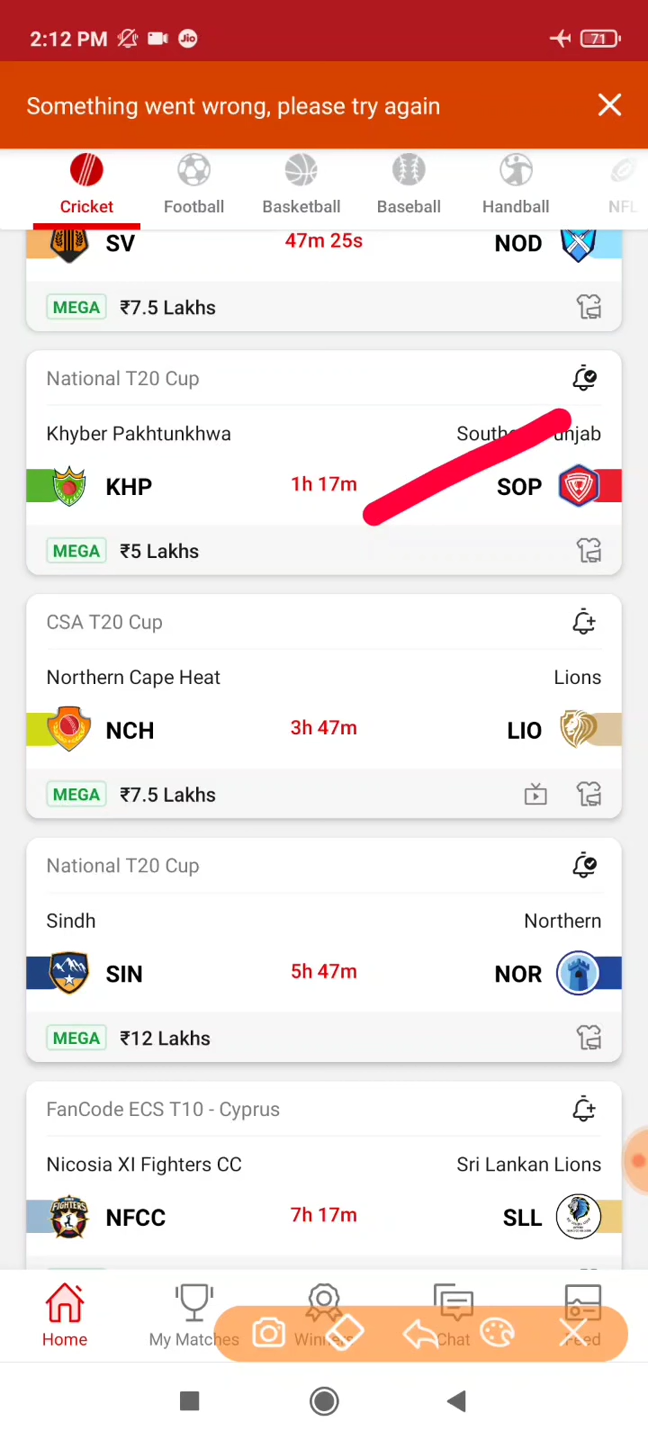 2:12 PM
Jio
71
Something went wrong, please try again
Cricket Football Basketball Baseball Handball NFL
SV 47m 25s NOD
MEGA ₹7.5 Lakhs
National T20 Cup
Khyber Pakhtunkhwa
KHP 1h 17m SOP
MEGA ₹5 Lakhs
CSA T20 Cup
Northern Cape Heat Lions
NCH 3h 47m LIO
MEGA ₹7.5 Lakhs
National T20 Cup
Sindh Northern
SIN 5h 47m NOR
MEGA ₹12 Lakhs
FanCode ECS T10 - Cyprus
Nicosia XI Fighters CC Sri Lankan Lions
FIGHTERS
NFCC 7h 17m SLL
Home My Matches Winners Chat Feed